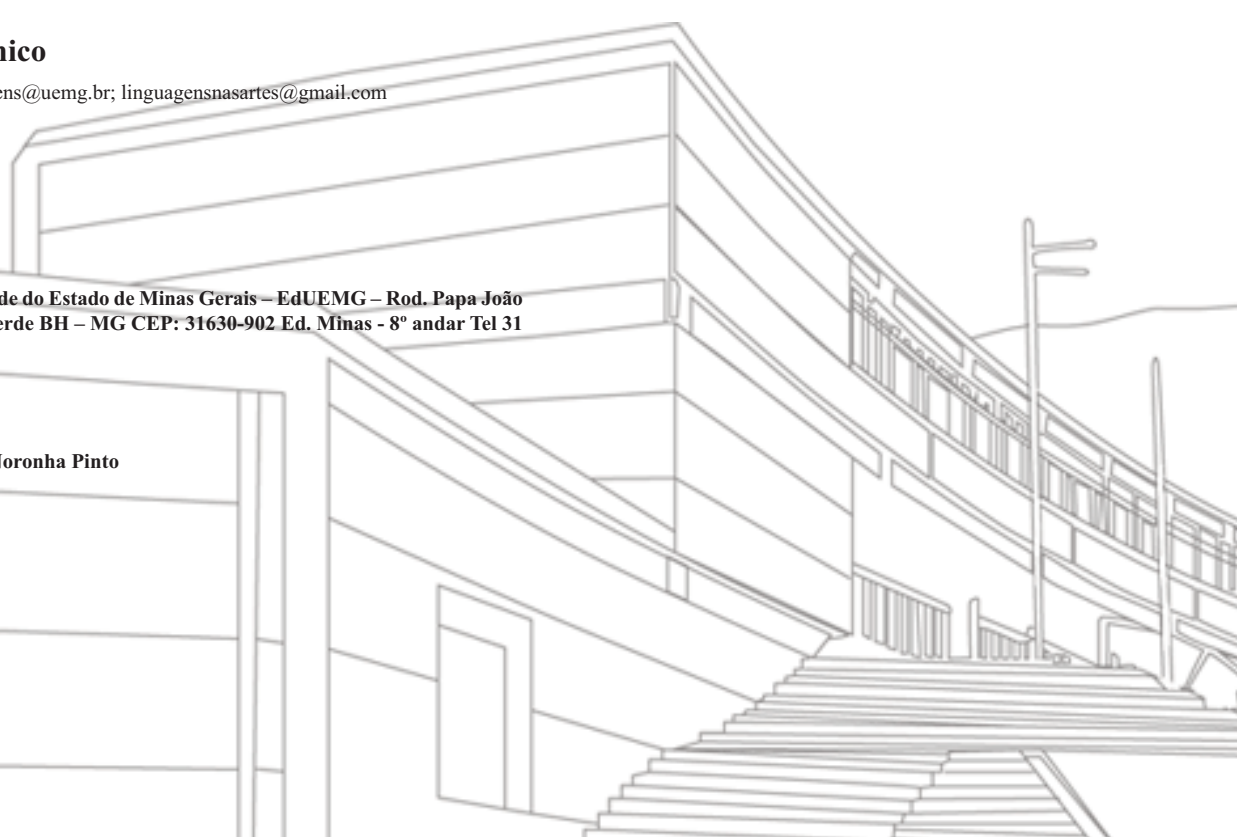 nico
ens@uemg.br; linguagensnasartes@gmail.com
de do Estado de Minas Gerais – EdUEMG – Rod. Papa João
erde BH – MG CEP: 31630-902 Ed. Minas - 8º andar Tel 31
Noronha Pinto